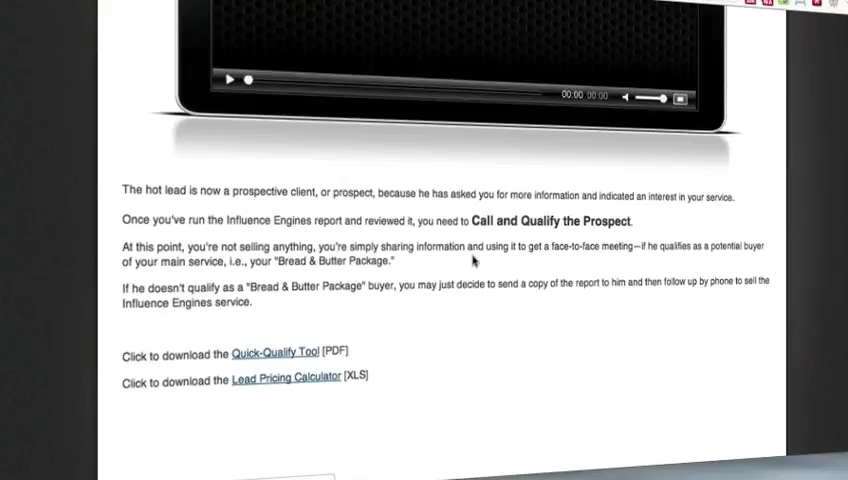 00:00 00:00
The hot lead is now a prospective client, or prospect, because he has asked you for more information and indicated an interest in your service.
Once you've run the Influence Engines report and reviewed it, you need to Call and Qualify the Prospect.
At this point, you're not selling anything, you're simply sharing information and using it to get a face-to-face meeting—if he qualifies as a potential buyer
of your main service, i.e., your "Bread & Butter Package."
If he doesn't qualify as a "Bread & Butter Package" buyer, you may just decide to send a copy of the report to him and then follow up by phone to sell the
Influence Engines service.
Click to download the Quick-Qualify Tool [PDF]
Click to download the Lead Pricing Calculator [XLS]